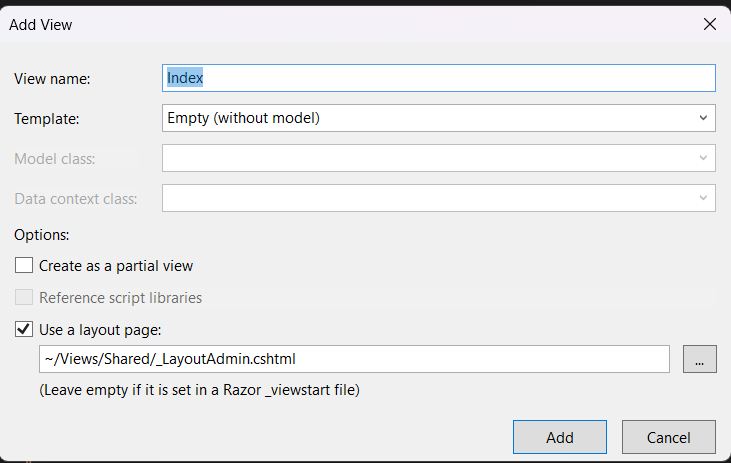 Add View
View name: Index
Template: Empty (without model)
Model class:
Data context class:
Options:
Create as a partial view
Reference script libraries
Use a layout page:
~/Views/Shared/_LayoutAdmin.cshtml ...
(Leave empty if it is set in a Razor _viewstart file)
Add Cancel